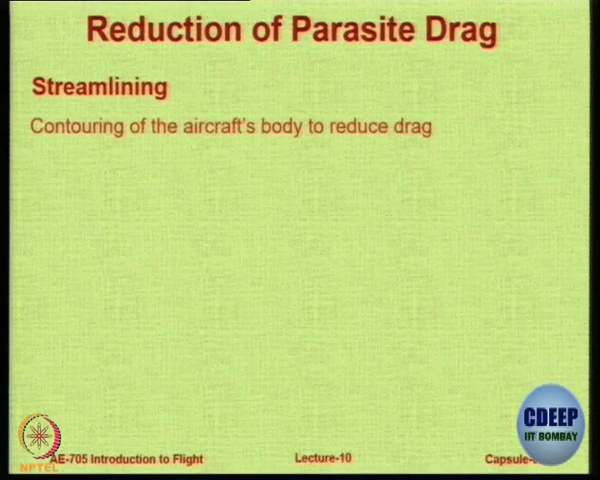 Reduction of Parasite Drag
Streamlining
Contouring of the aircraft's body to reduce drag
CDEEP
IIT BOMBAY
NPTEL
AE-705 Introduction to Flight
Lecture-10
Capsule-